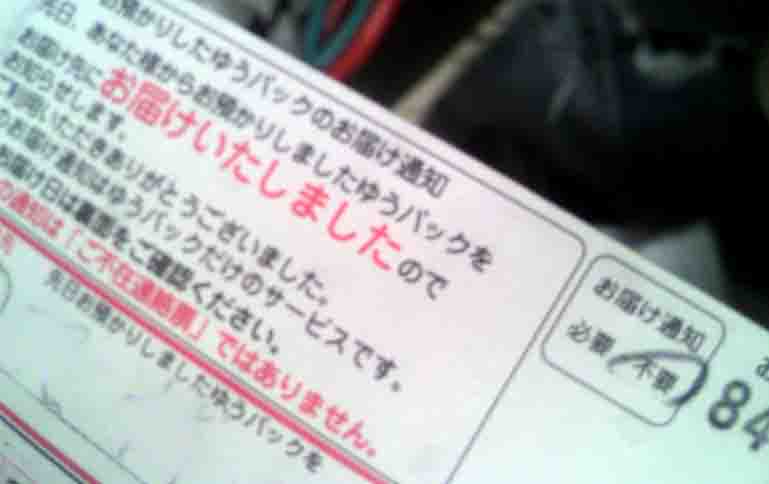 お預かりしたゆうパックのお届け通知
先日、あなた様からお預かりしましたゆうパックを
お届け先にお届けいたしましたので
お知らせします。
ご利用いただきありがとうございました。
のお届け通知はゆうパックだけのサービスです。
お届け日は裏面をご確認ください。
の通知は「ご不在連絡票」ではありません。
先日お預かりしましたゆうパックを
お届け通知
必要 不要
84